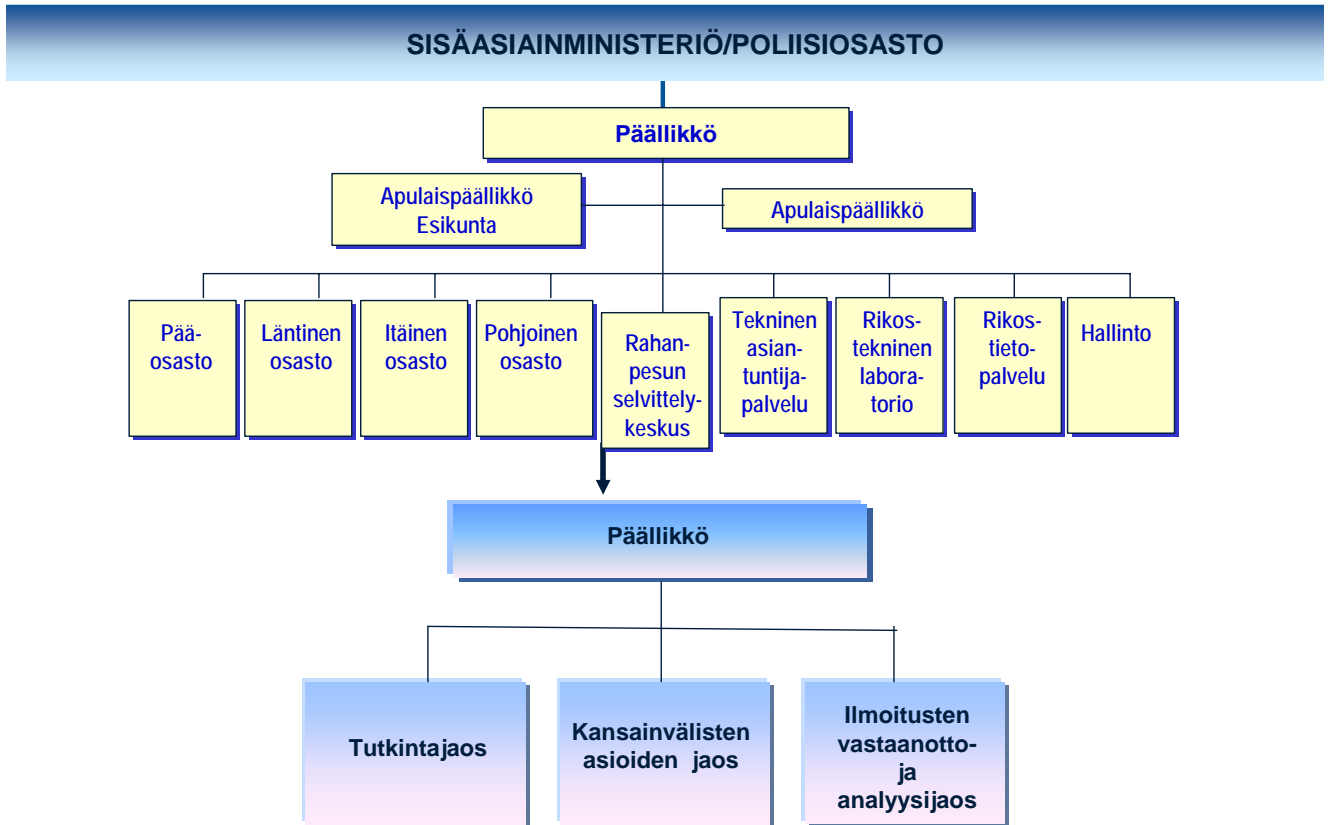 SISÄASIAINMINISTERIÖ/POLIISIOSASTO
Päällikkö
Apulaispäällikkö
Esikunta
Apulaispäällikkö
Pää-
osasto
Läntinen
osasto
Itäinen
osasto
Pohjoinen
osasto
Rahan-
pesun
selvittely-
keskus
Tekninen
asian-
tuntija-
palvelu
Rikos-
tekninen
labora-
torio
Rikos-
tieto-
palvelu
Hallinto
Päällikkö
Tutkintajaos
Kansainvälisten
asioiden jaos
Ilmoitusten
vastaanotto-
ja
analyysijaos